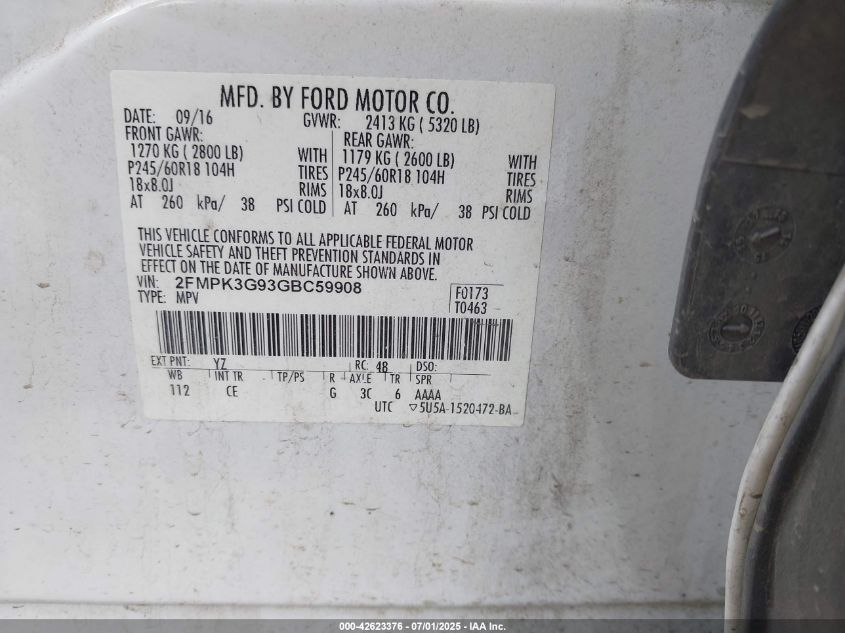 MFD. BY FORD MOTOR CO.
DATE: 09/16 GVWR: 2413 KG ( 5320 LB)
FRONT GAWR: REAR GAWR:
1270 KG ( 2800 LB) WITH 1179 KG ( 2600 LB) WITH
P245/60R18 104H TIRES P245/60R18 104H TIRES
18x8.0J RIMS 18x8.0J RIMS
AT 260 kPa/ 38 PSI COLD AT 260 kPa/ 38 PSI COLD
THIS VEHICLE CONFORMS TO ALL APPLICABLE FEDERAL MOTOR
VEHICLE SAFETY AND THEFT PREVENTION STANDARDS IN
EFFECT ON THE DATE OF MANUFACTURE SHOWN ABOVE.
VIN: 2FMPK3G93GBC59908 F0173
TYPE: MPV T0463
EXT PNT: YZ RC: 48 DSO:
WB INT TR TP/PS R AXLE TR SPR
112 CE G 3C 6 AAAA
UTC ▽5U5A-1520472-BA
000-42623376 - 07/01/2025 - IAA Inc.